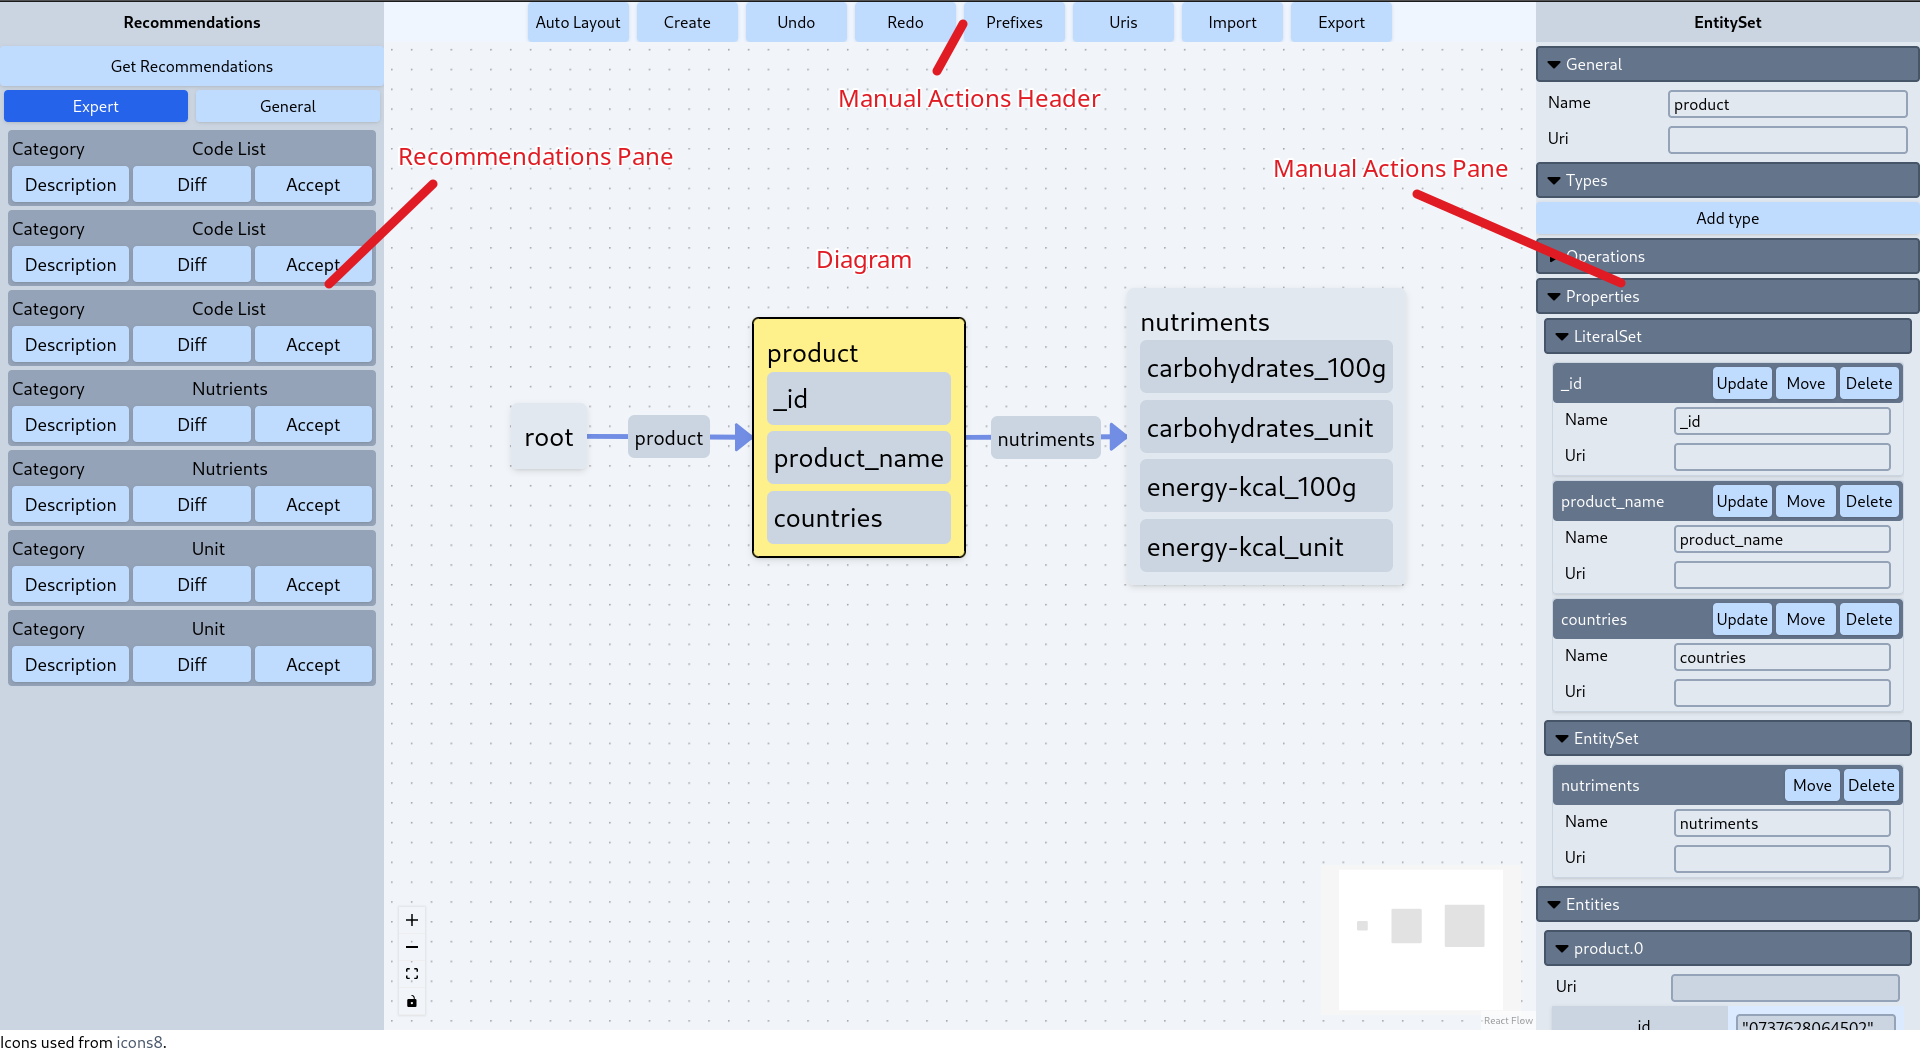 Recommendations
Get Recommendations
Expert General
Category Code List
Description Diff Accept
Category Code List
Description Diff Accept
Category Code List
Description Diff Accept
Category Nutrients
Description Diff Accept
Category Nutrients
Description Diff Accept
Category Unit
Description Diff Accept
Category Unit
Description Diff Accept
Auto Layout Create Undo Redo Prefixes Uris Import Export
Manual Actions Header
Recommendations Pane
Manual Actions Pane
Diagram
root
product
product
_id
product_name
countries
nutriments
nutriments
carbohydrates_100g
carbohydrates_unit
energy-kcal_100g
energy-kcal_unit
React Flow
EntitySet
General
Name product
Uri
Types
Add type
Operations
Properties
LiteralSet
_id Update Move Delete
Name _id
Uri
product_name Update Move Delete
Name product_name
Uri
countries Update Move Delete
Name countries
Uri
EntitySet
nutriments Move Delete
Name nutriments
Uri
Entities
product.0
Uri
id "0737628064502"
Icons used from icons8.